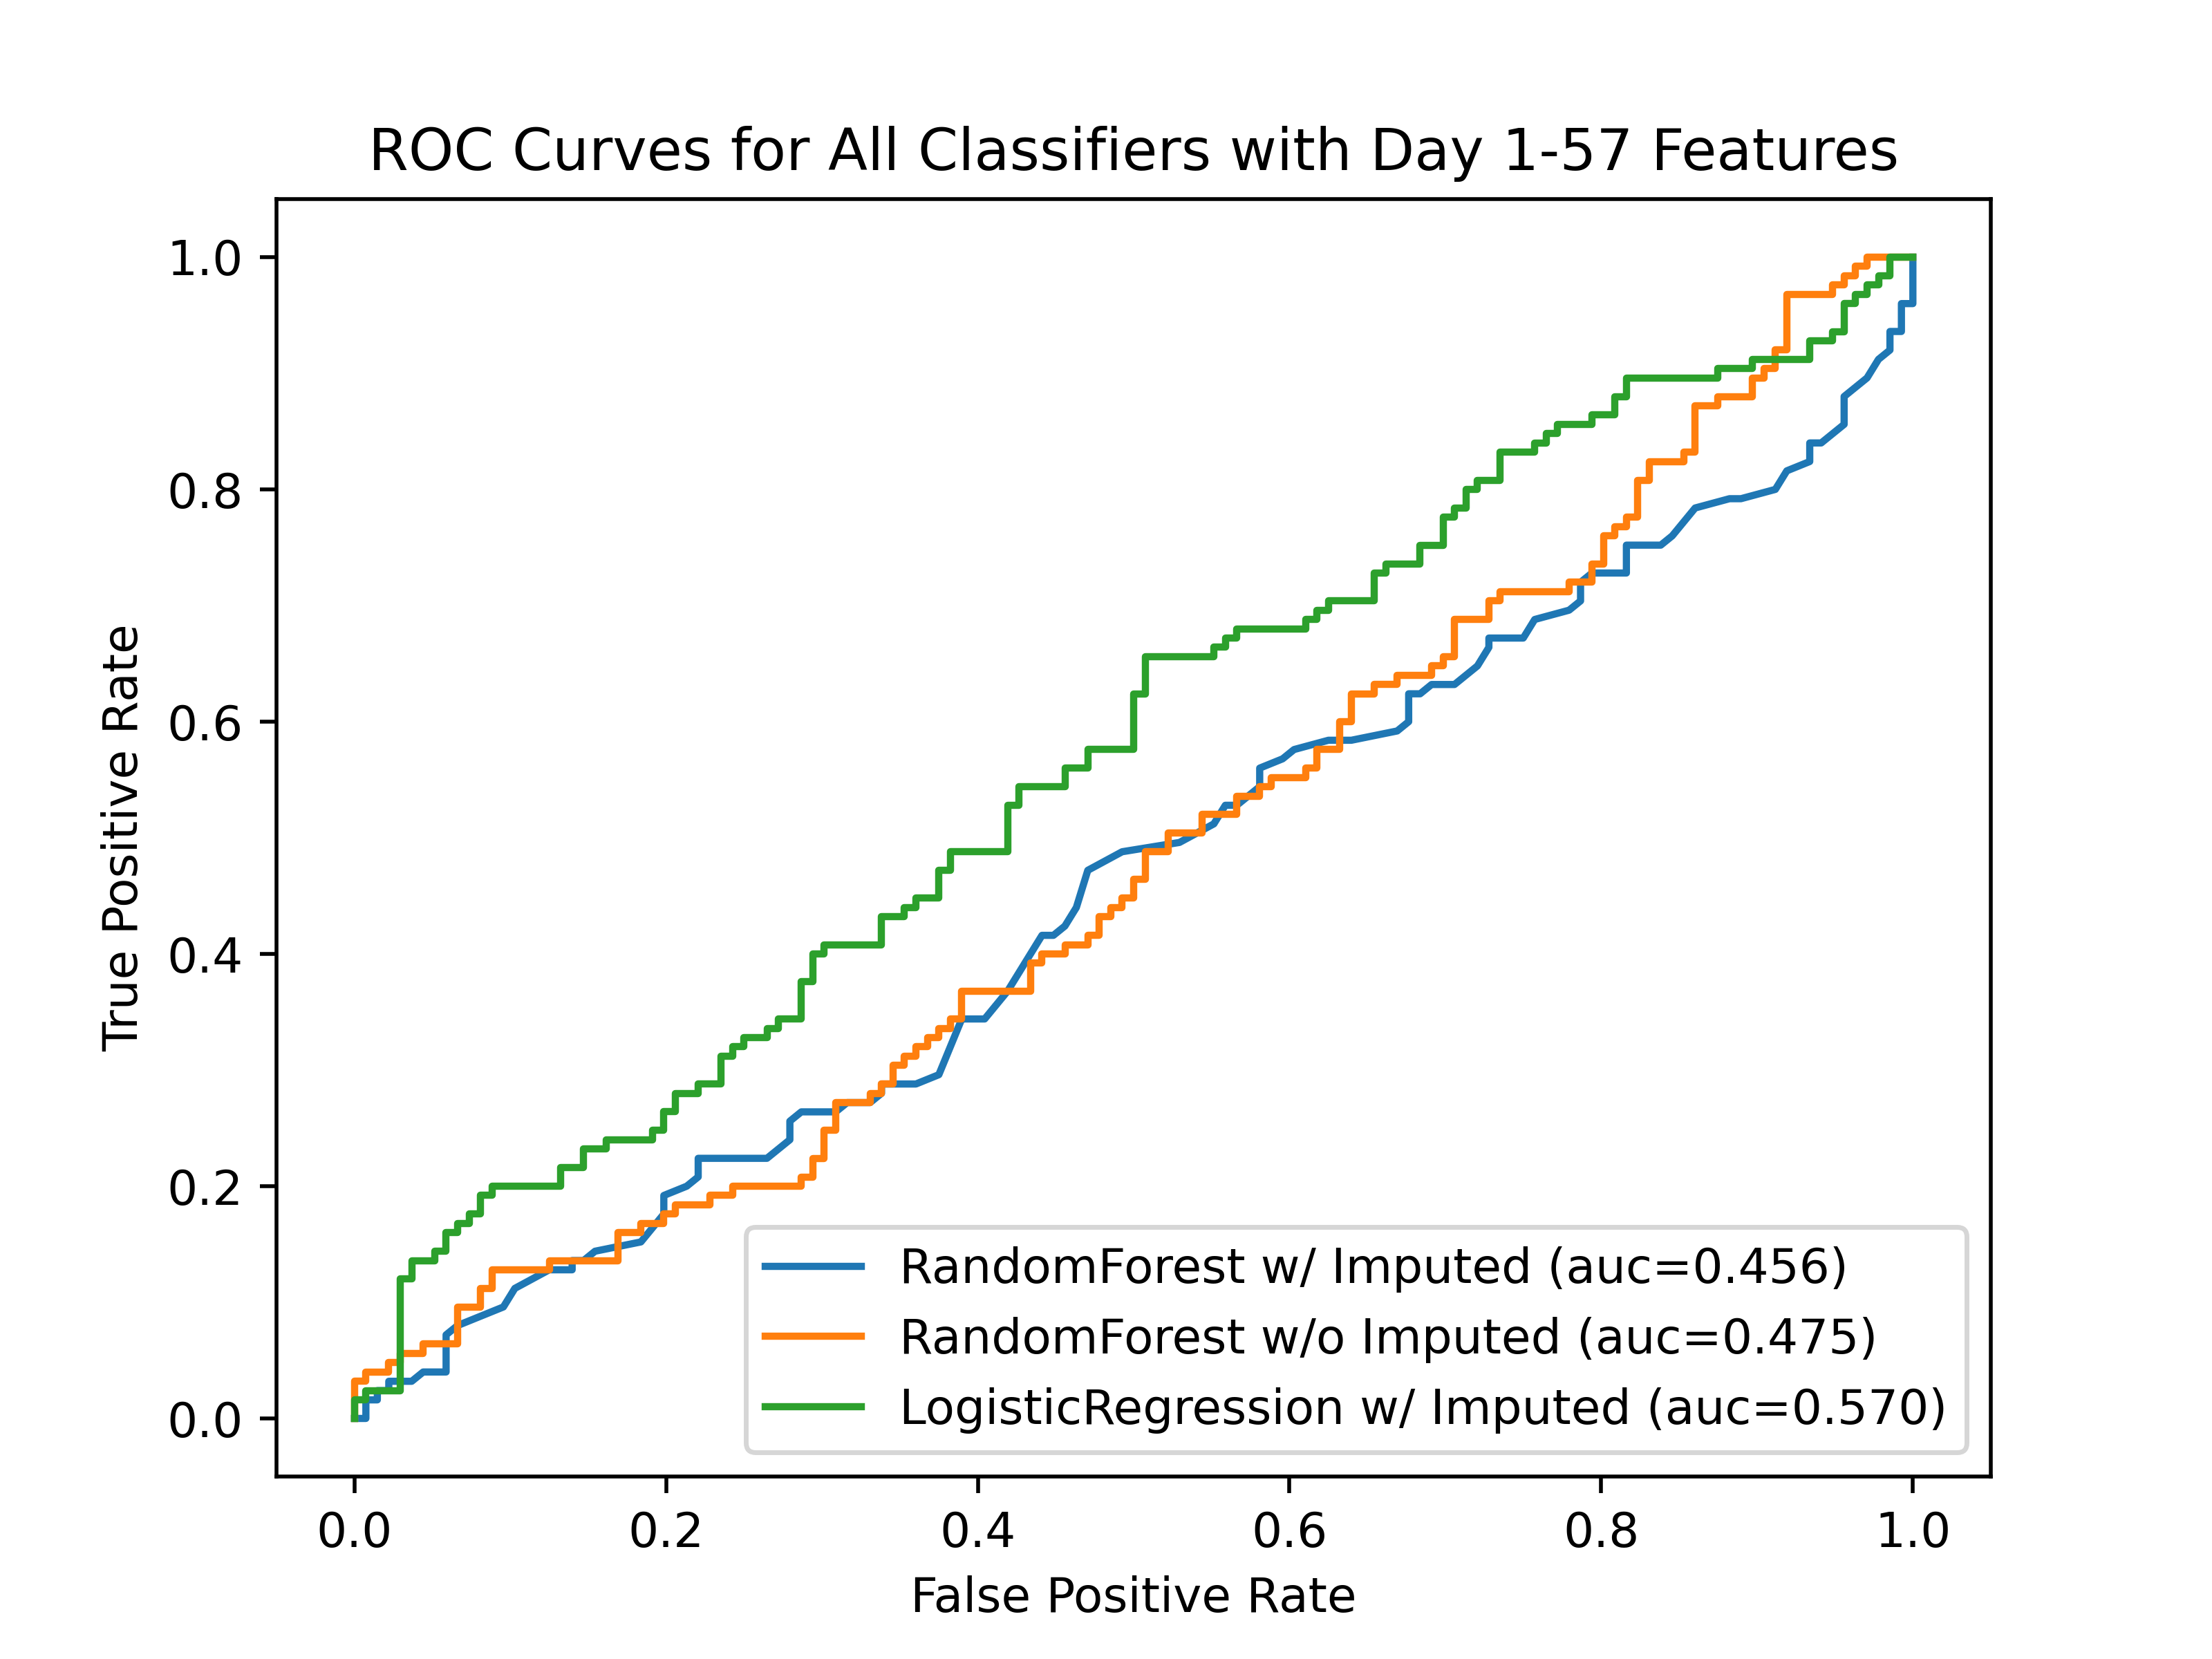 ROC Curves for All Classifiers with Day 1-57 Features
1.0
0.8
0.6
0.4
0.2
0.0
True Positive Rate
RandomForest w/ Imputed (auc=0.456)
RandomForest w/o Imputed (auc=0.475)
LogisticRegression w/ Imputed (auc=0.570)
0.0 0.2 0.4 0.6 0.8 1.0
False Positive Rate